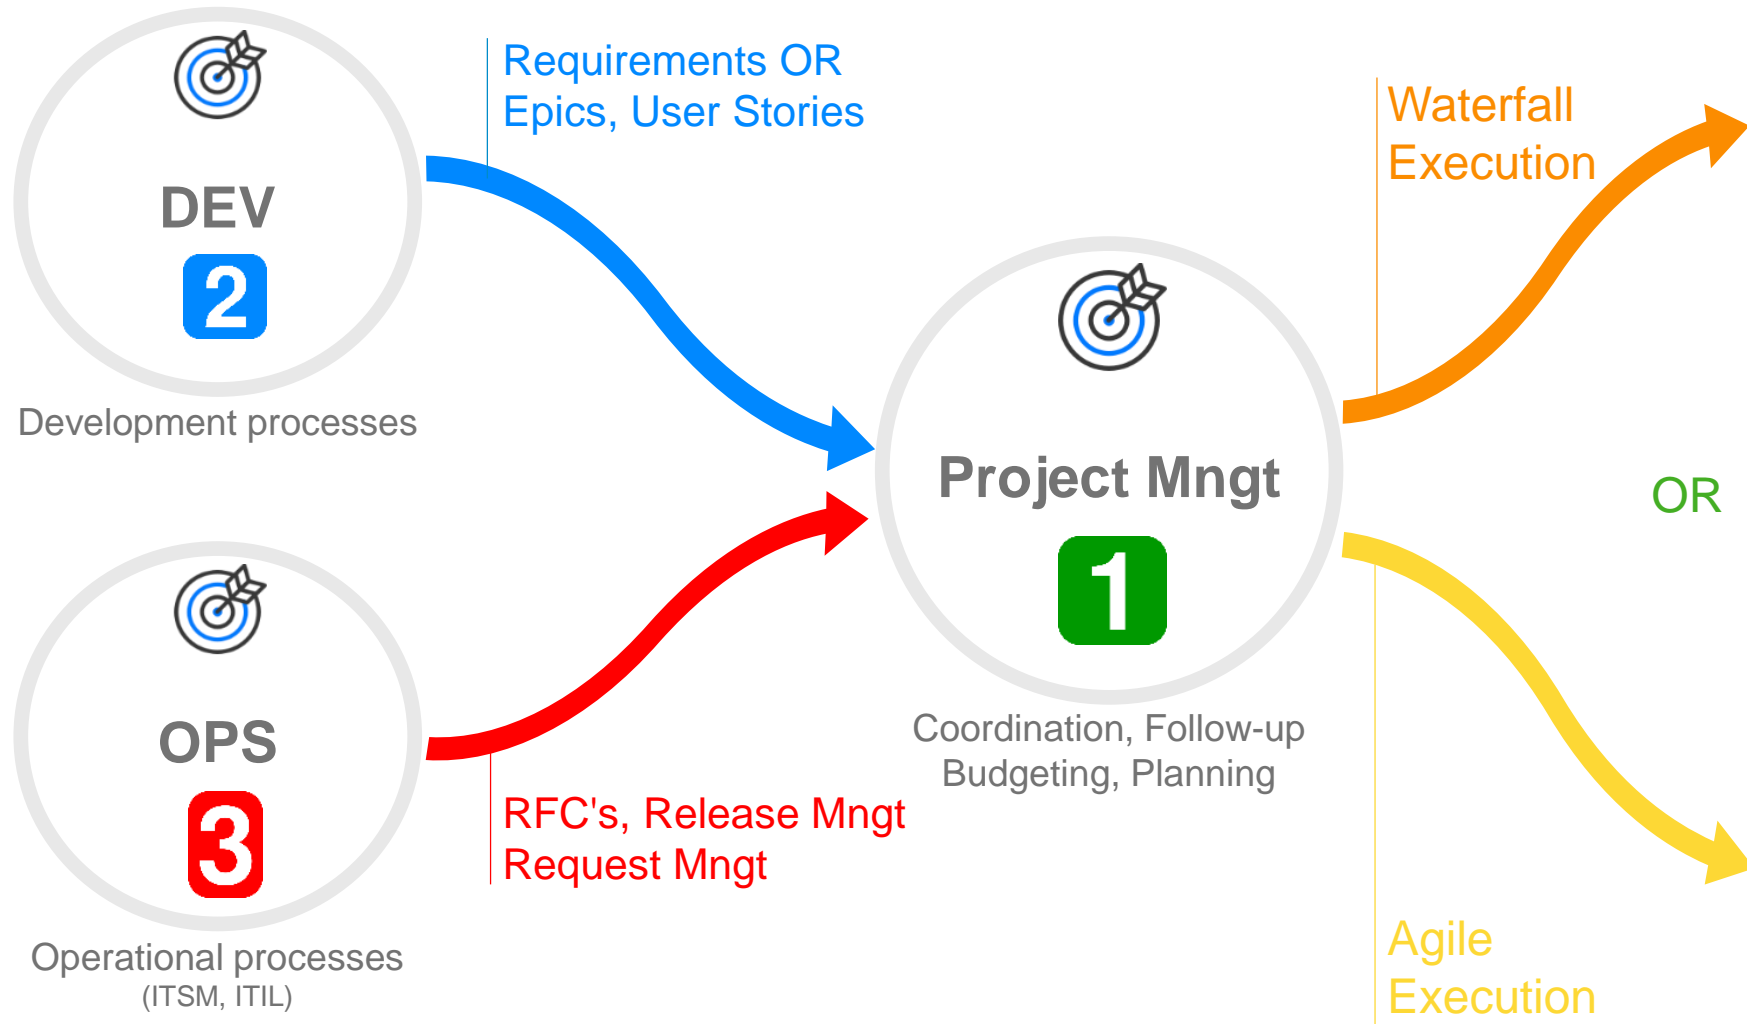 DEV
2
Development processes
Requirements OR
Epics, User Stories
OPS
3
Operational processes
(ITSM, ITIL)
RFC's, Release Mngt
Request Mngt
Project Mngt
1
Coordination, Follow-up
Budgeting, Planning
Waterfall
Execution
OR
Agile
Execution